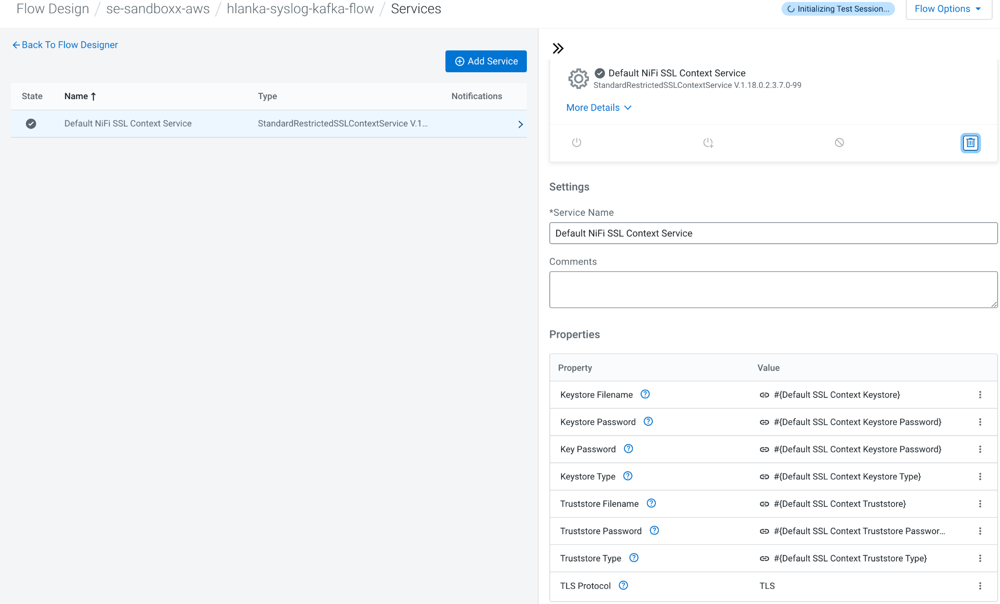 Flow Design / se-sandboxx-aws / hlanka-syslog-kafka-flow / Services
Initializing Test Session...
Flow Options
Back To Flow Designer
Add Service
State Name Type Notifications
Default NiFi SSL Context Service StandardRestrictedSSLContextService V.1...
Default NiFi SSL Context Service
StandardRestrictedSSLContextService V.1.18.0.2.3.7.0-99
More Details
Settings
*Service Name
Default NiFi SSL Context Service
Comments
Properties
Property Value
Keystore Filename #{Default SSL Context Keystore}
Keystore Password #{Default SSL Context Keystore Password}
Key Password #{Default SSL Context Keystore Password}
Keystore Type #{Default SSL Context Keystore Type}
Truststore Filename #{Default SSL Context Truststore}
Truststore Password #{Default SSL Context Truststore Passwor...
Truststore Type #{Default SSL Context Truststore Type}
TLS Protocol TLS